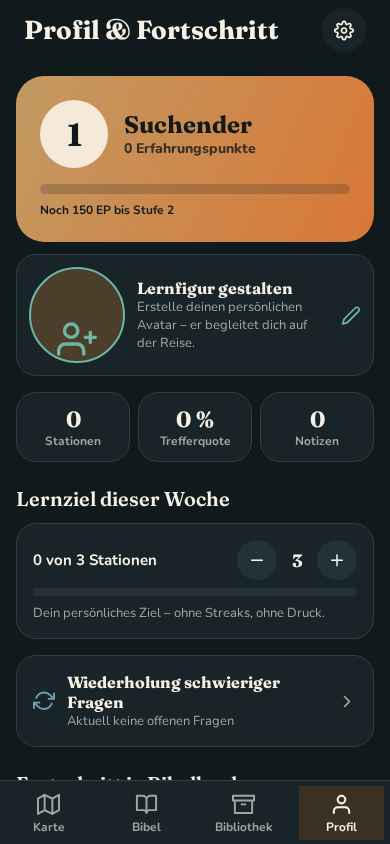 Profil & Fortschritt
1
Suchender
0 Erfahrungspunkte
Noch 150 EP bis Stufe 2
Lernfigur gestalten
Erstelle deinen persönlichen
Avatar – er begleitet dich auf
der Reise.
0
Stationen
0 %
Trefferquote
0
Notizen
Lernziel dieser Woche
0 von 3 Stationen
− 3 +
Dein persönliches Ziel – ohne Streaks, ohne Druck.
Wiederholung schwieriger
Fragen
Aktuell keine offenen Fragen
Karte
Bibel
Bibliothek
Profil